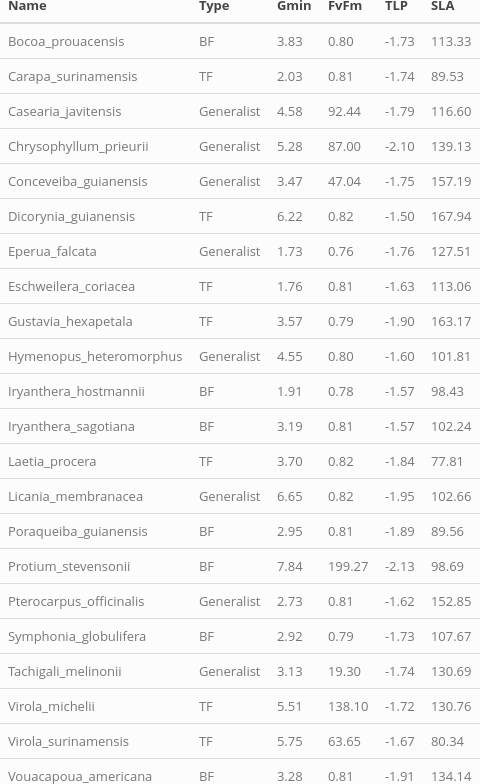 Name Type Gmin FvFm TLP SLA
Bocoa_prouacensis BF 3.83 0.80 -1.73 113.33
Carapa_surinamensis TF 2.03 0.81 -1.74 89.53
Casearia_javitensis Generalist 4.58 92.44 -1.79 116.60
Chrysophyllum_prieurii Generalist 5.28 87.00 -2.10 139.13
Conceveiba_guianensis Generalist 3.47 47.04 -1.75 157.19
Dicorynia_guianensis TF 6.22 0.82 -1.50 167.94
Eperua_falcata Generalist 1.73 0.76 -1.76 127.51
Eschweilera_coriacea TF 1.76 0.81 -1.63 113.06
Gustavia_hexapetala TF 3.57 0.79 -1.90 163.17
Hymenopus_heteromorphus Generalist 4.55 0.80 -1.60 101.81
Iryanthera_hostmannii BF 1.91 0.78 -1.57 98.43
Iryanthera_sagotiana BF 3.19 0.81 -1.57 102.24
Laetia_procera TF 3.70 0.82 -1.84 77.81
Licania_membranacea Generalist 6.65 0.82 -1.95 102.66
Poraqueiba_guianensis BF 2.95 0.81 -1.89 89.56
Protium_stevensonii BF 7.84 199.27 -2.13 98.69
Pterocarpus_officinalis Generalist 2.73 0.81 -1.62 152.85
Symphonia_globulifera BF 2.92 0.79 -1.73 107.67
Tachigali_melinonii Generalist 3.13 19.30 -1.74 130.69
Virola_michelii TF 5.51 138.10 -1.72 130.76
Virola_surinamensis TF 5.75 63.65 -1.67 80.34
Vouacapoua_americana BF 3.28 0.81 -1.91 134.14